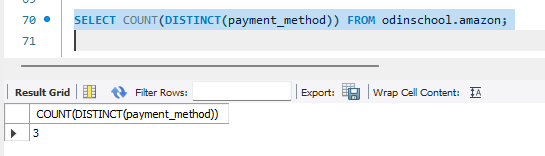 70 SELECT COUNT(DISTINCT(payment_method)) FROM odinschool.amazon;
71
Result Grid Filter Rows: Export: Wrap Cell Content:
COUNT(DISTINCT(payment_method))
3